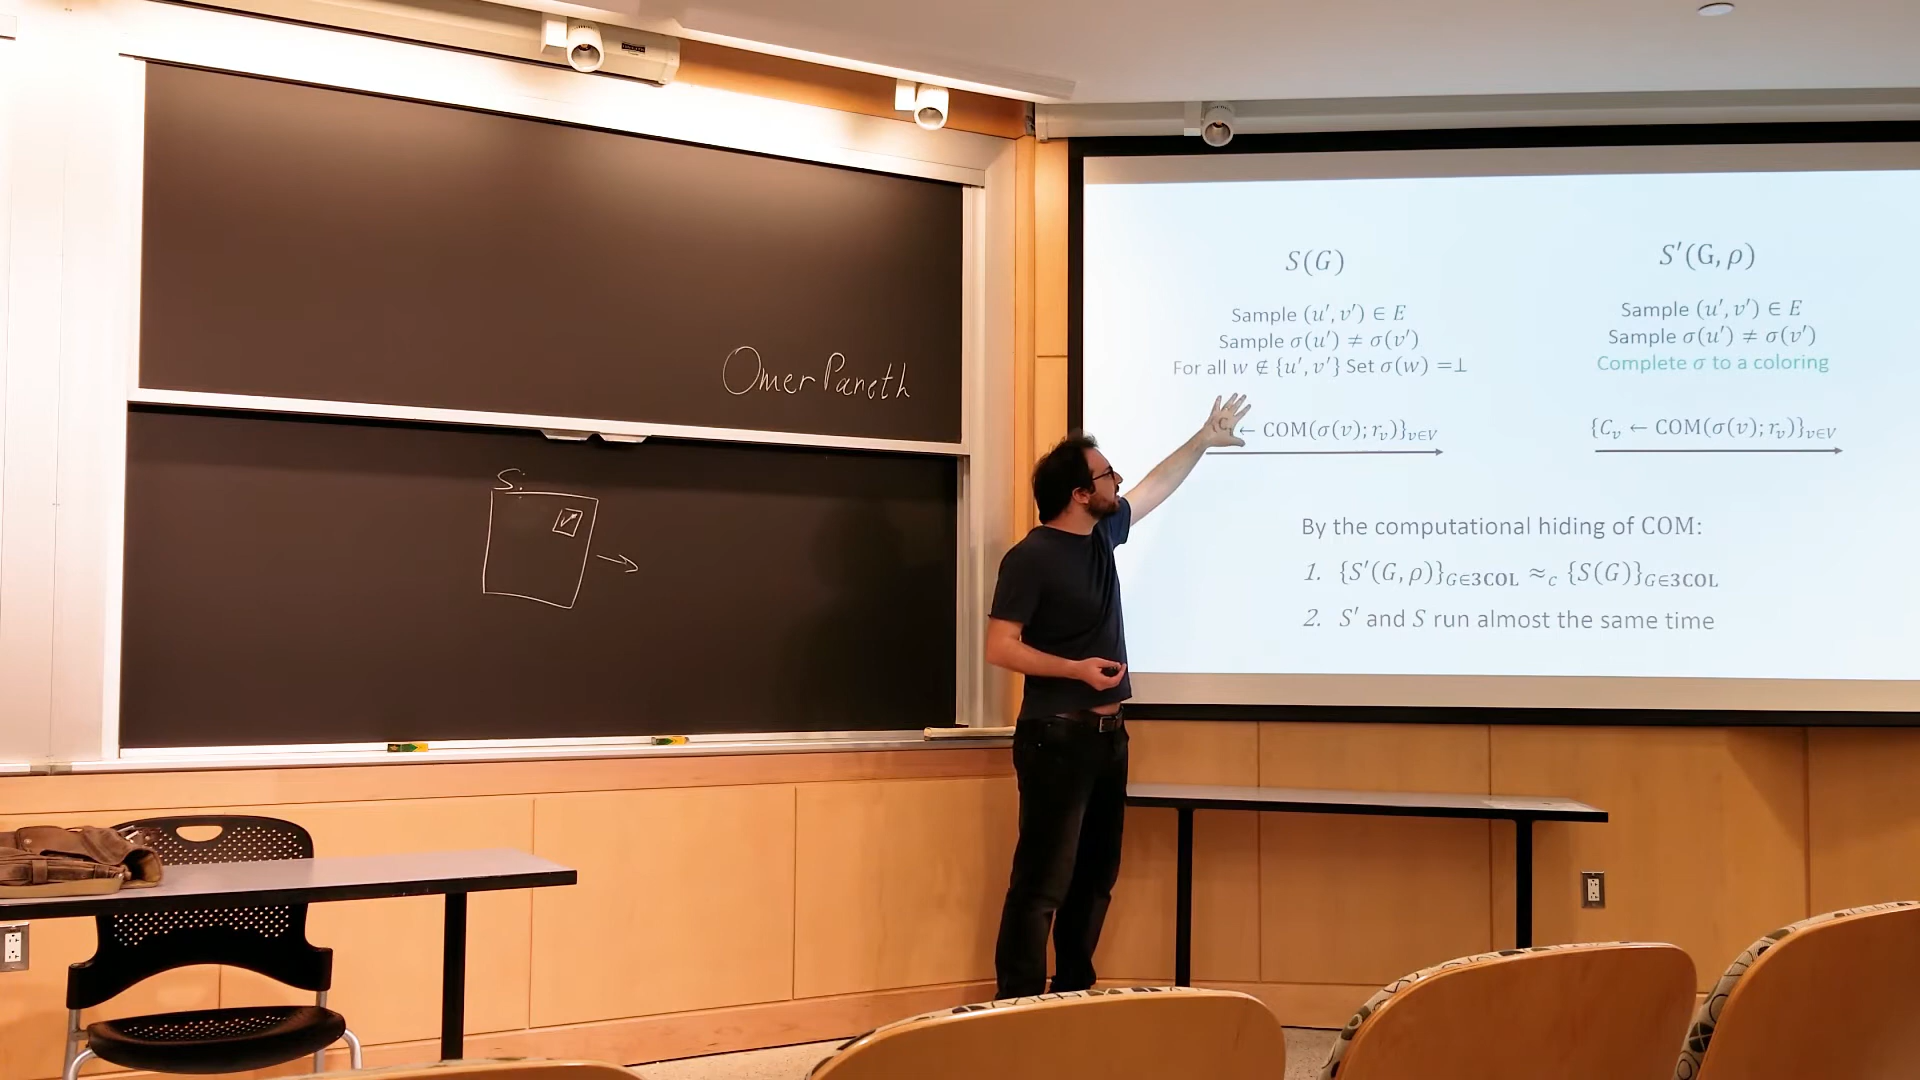 Omer Paneth
S:
V*
S(G)
Sample (u′, v′) ∈ E
Sample σ(u′) ≠ σ(v′)
For all w ∉ {u′, v′} Set σ(w) =⊥
← COM(σ(v); r_v)}_{v∈V}
S′(G, ρ)
Sample (u′, v′) ∈ E
Sample σ(u′) ≠ σ(v′)
Complete σ to a coloring
{C_v ← COM(σ(v); r_v)}_{v∈V}
By the computational hiding of COM:
1. {S′(G, ρ)}_{G∈3COL} ≈_c {S(G)}_{G∈3COL}
2. S′ and S run almost the same time